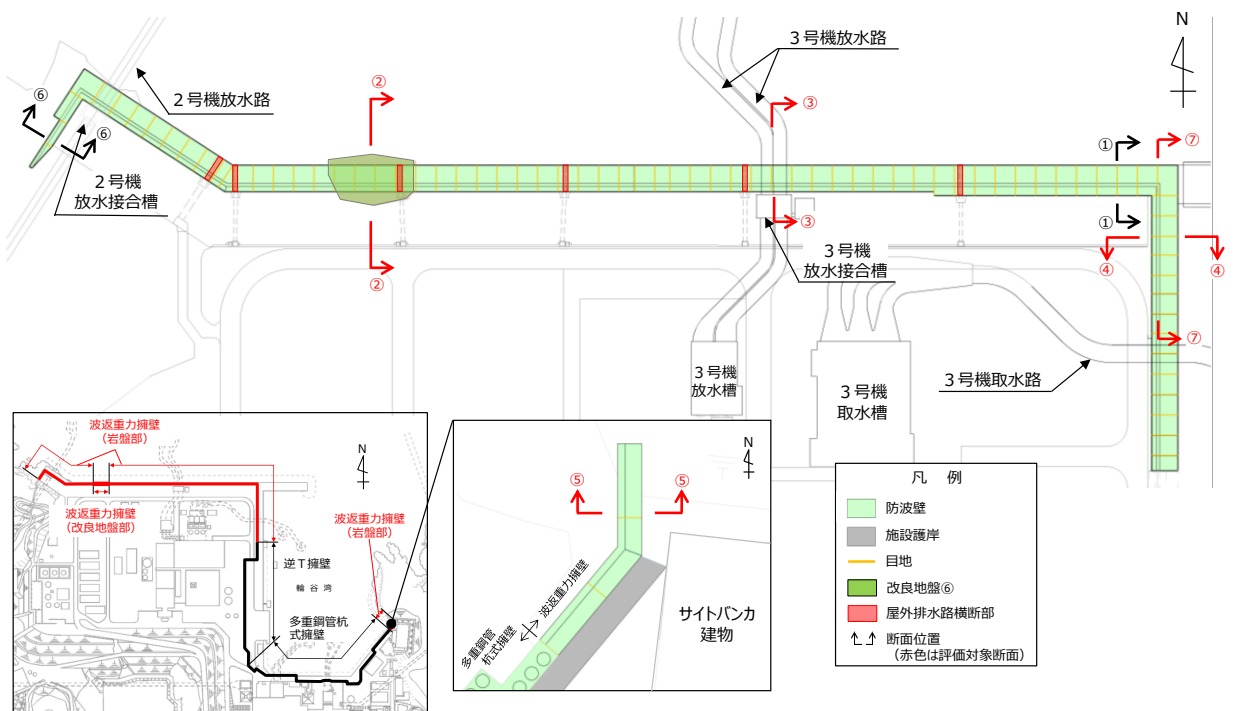 N
3号機放水路
②
③
2号機放水路
⑥
⑥
①
⑦
2号機
放水接合槽
③
①
④
④
②
3号機
放水接合槽
⑦
3号機
放水槽
3号機
取水槽
3号機取水路
波返重力擁壁
(岩盤部)
N
波返重力擁壁
(改良地盤部)
波返重力擁壁
(岩盤部)
逆T擁壁
輪谷湾
多重鋼管杭
式擁壁
N
⑤
⑤
波返重力擁壁
多重鋼管
杭式擁壁
サイトバンカ
建物
凡 例
防波壁
施設護岸
目地
改良地盤⑥
屋外排水路横断部
断面位置
(赤色は評価対象断面)